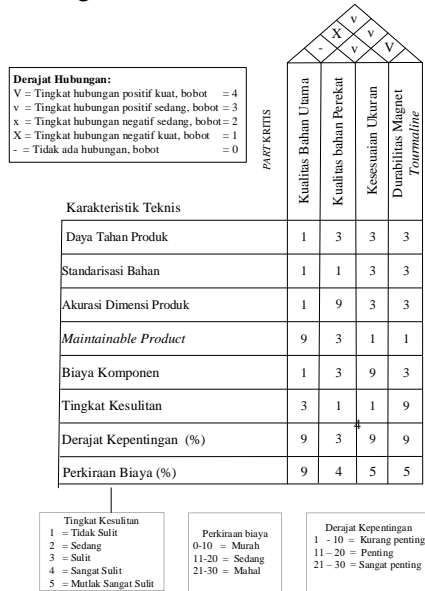 v
X v
- v V
Derajat Hubungan:
V = Tingkat hubungan positif kuat, bobot = 4
v = Tingkat hubungan positif sedang, bobot = 3
x = Tingkat hubungan negatif sedang, bobot = 2
X = Tingkat hubungan negatif kuat, bobot = 1
- = Tidak ada hubungan, bobot = 0
PART KRITIS
Kualitas Bahan Utama
Kualitas bahan Perekat
Kesesuaian Ukuran
Durabilitas Magnet
Tourmaline
Karakteristik Teknis
Daya Tahan Produk 1 3 3 3
Standarisasi Bahan 1 1 3 3
Akurasi Dimensi Produk 1 9 3 3
Maintainable Product 9 3 1 1
Biaya Komponen 1 3 9 3
Tingkat Kesulitan 3 1 1 9
4
Derajat Kepentingan (%) 9 3 9 9
Perkiraan Biaya (%) 9 4 5 5
Tingkat Kesulitan
1 = Tidak Sulit
2 = Sedang
3 = Sulit
4 = Sangat Sulit
5 = Mutlak Sangat Sulit
Perkiraan biaya
0-10 = Murah
11-20 = Sedang
21-30 = Mahal
Derajat Kepentingan
1 - 10 = Kurang penting
11 – 20 = Penting
21 – 30 = Sangat penting